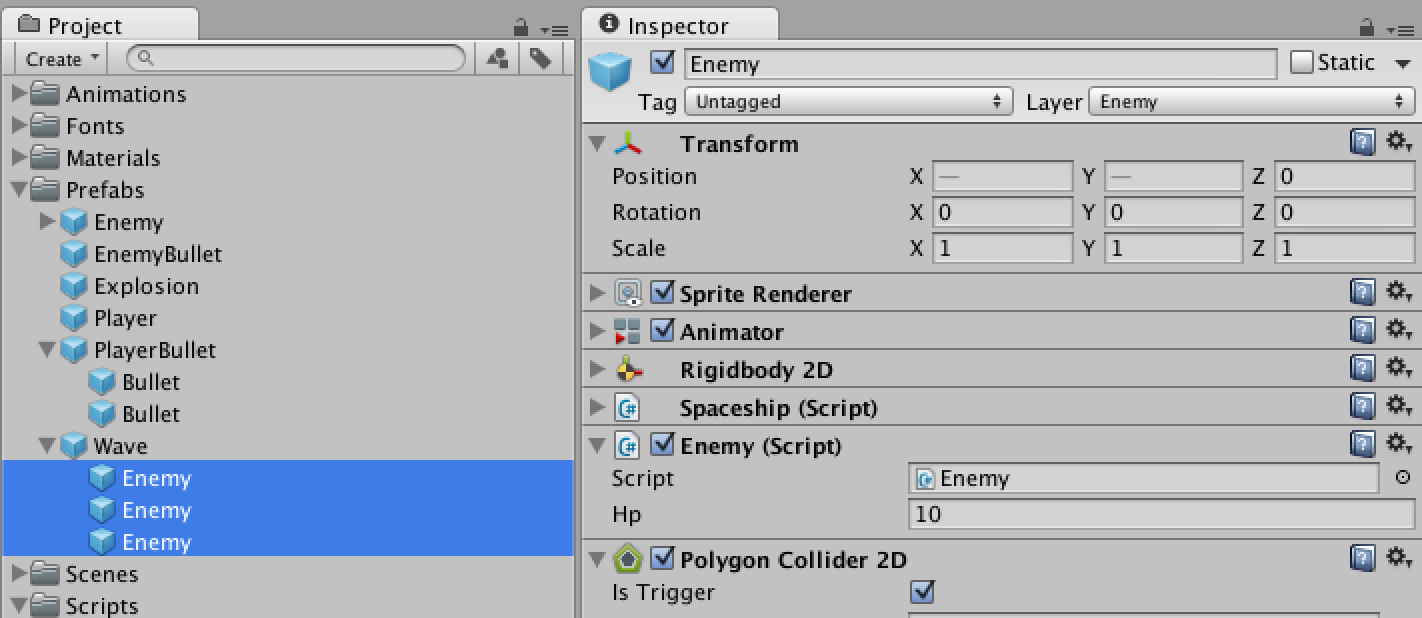 Project
Create
Animations
Fonts
Materials
Prefabs
Enemy
EnemyBullet
Explosion
Player
PlayerBullet
Bullet
Bullet
Wave
Enemy
Enemy
Enemy
Scenes
Scripts
Inspector
Enemy Static
Tag Untagged Layer Enemy
Transform
Position X — Y — Z 0
Rotation X 0 Y 0 Z 0
Scale X 1 Y 1 Z 1
Sprite Renderer
Animator
Rigidbody 2D
Spaceship (Script)
Enemy (Script)
Script Enemy
Hp 10
Polygon Collider 2D
Is Trigger